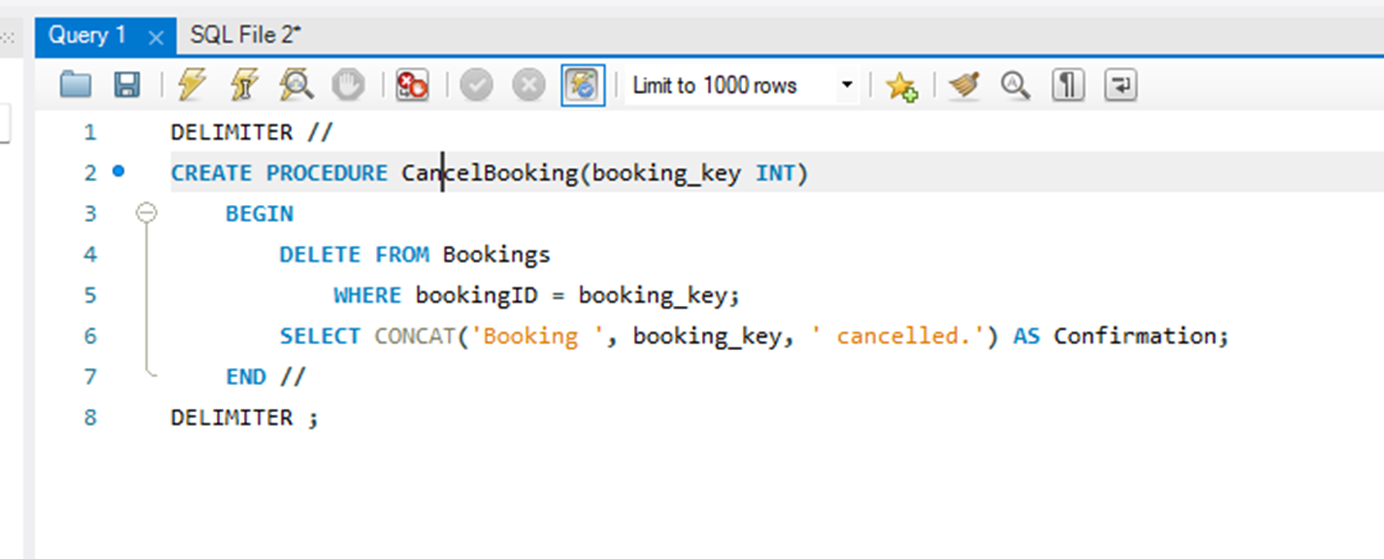 Query 1
SQL File 2*
Limit to 1000 rows
1 DELIMITER //
2 CREATE PROCEDURE CancelBooking(booking_key INT)
3 BEGIN
4 DELETE FROM Bookings
5 WHERE bookingID = booking_key;
6 SELECT CONCAT('Booking ', booking_key, ' cancelled.') AS Confirmation;
7 END //
8 DELIMITER ;